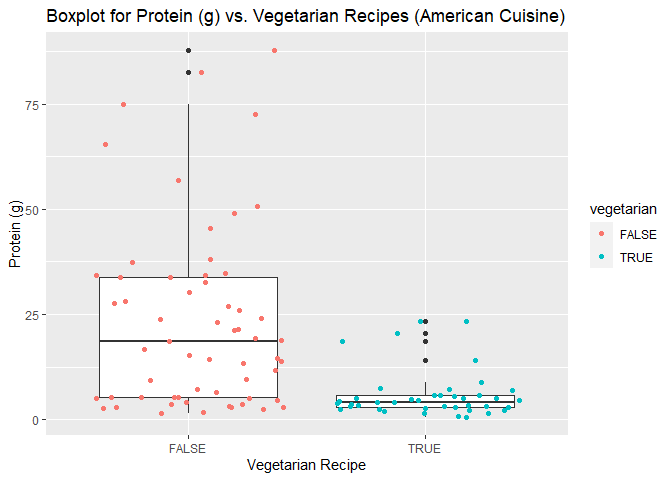 Boxplot for Protein (g) vs. Vegetarian Recipes (American Cuisine)
Protein (g)
75
50
25
0
FALSE
TRUE
Vegetarian Recipe
vegetarian
FALSE
TRUE